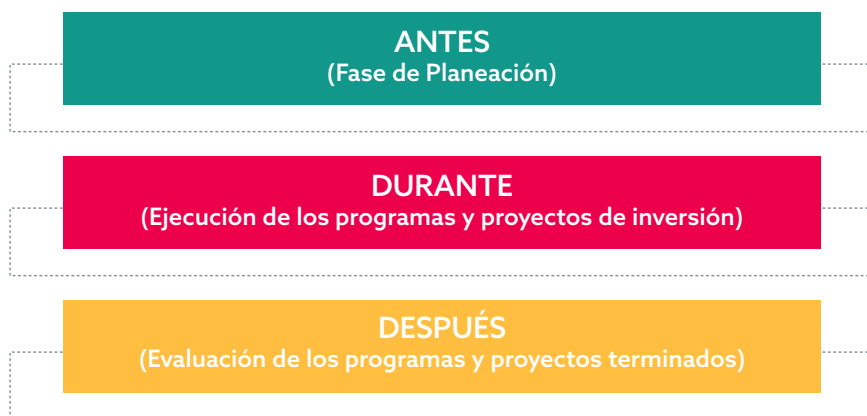 ANTES
(Fase de Planeación)
DURANTE
(Ejecución de los programas y proyectos de inversión)
DESPUÉS
(Evaluación de los programas y proyectos terminados)